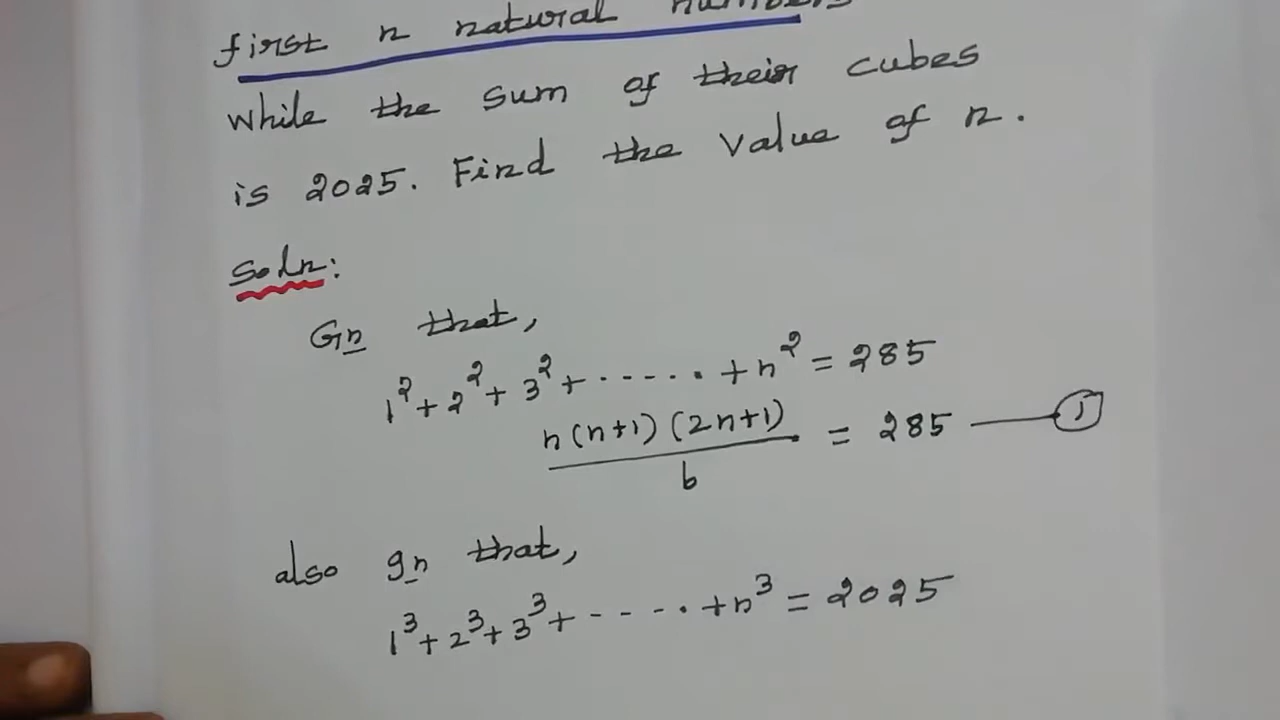 first n natural numbers
while the sum of their cubes
is 2025. Find the value of n.
Soln:
Gn that,
1² + 2² + 3² + ...... + n² = 285
n(n+1)(2n+1)/6 = 285 —— ①
also gn that,
1³ + 2³ + 3³ + ----. + n³ = 2025